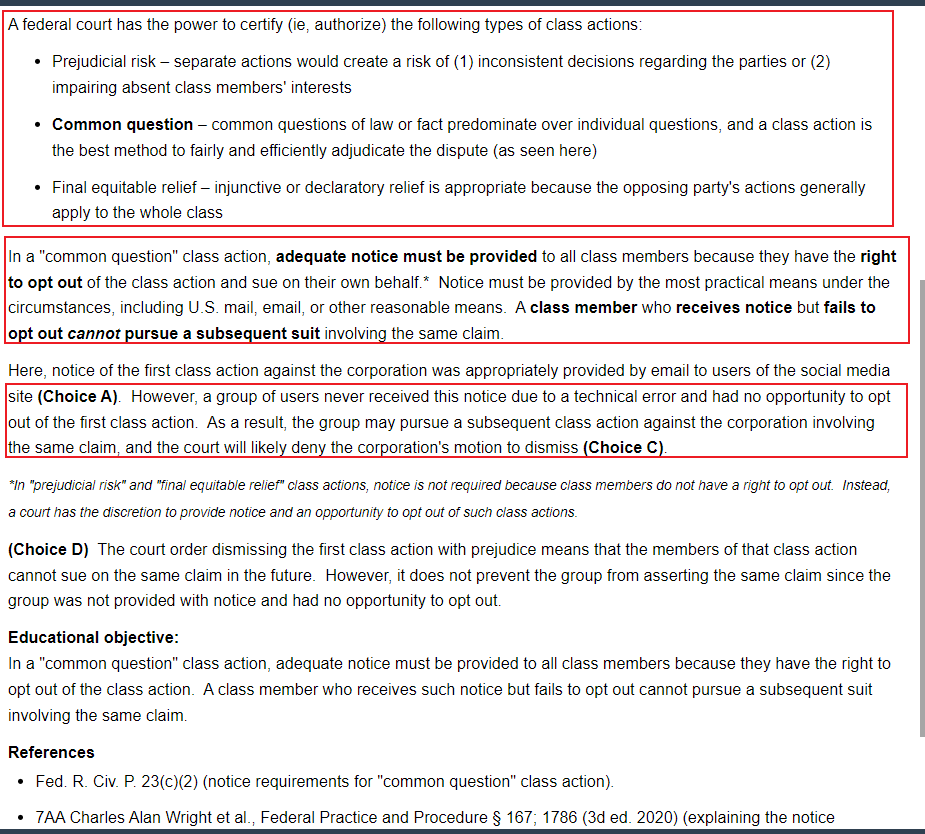 A federal court has the power to certify (ie, authorize) the following types of class actions:
• Prejudicial risk – separate actions would create a risk of (1) inconsistent decisions regarding the parties or (2)
impairing absent class members' interests
• Common question – common questions of law or fact predominate over individual questions, and a class action is
the best method to fairly and efficiently adjudicate the dispute (as seen here)
• Final equitable relief – injunctive or declaratory relief is appropriate because the opposing party's actions generally
apply to the whole class
In a "common question" class action, adequate notice must be provided to all class members because they have the right
to opt out of the class action and sue on their own behalf.* Notice must be provided by the most practical means under the
circumstances, including U.S. mail, email, or other reasonable means. A class member who receives notice but fails to
opt out cannot pursue a subsequent suit involving the same claim.
Here, notice of the first class action against the corporation was appropriately provided by email to users of the social media
site (Choice A). However, a group of users never received this notice due to a technical error and had no opportunity to opt
out of the first class action. As a result, the group may pursue a subsequent class action against the corporation involving
the same claim, and the court will likely deny the corporation's motion to dismiss (Choice C).
*In "prejudicial risk" and "final equitable relief" class actions, notice is not required because class members do not have a right to opt out. Instead,
a court has the discretion to provide notice and an opportunity to opt out of such class actions.
(Choice D) The court order dismissing the first class action with prejudice means that the members of that class action
cannot sue on the same claim in the future. However, it does not prevent the group from asserting the same claim since the
group was not provided with notice and had no opportunity to opt out.
Educational objective:
In a "common question" class action, adequate notice must be provided to all class members because they have the right to
opt out of the class action. A class member who receives such notice but fails to opt out cannot pursue a subsequent suit
involving the same claim.
References
• Fed. R. Civ. P. 23(c)(2) (notice requirements for "common question" class action).
• 7AA Charles Alan Wright et al., Federal Practice and Procedure § 167; 1786 (3d ed. 2020) (explaining the notice